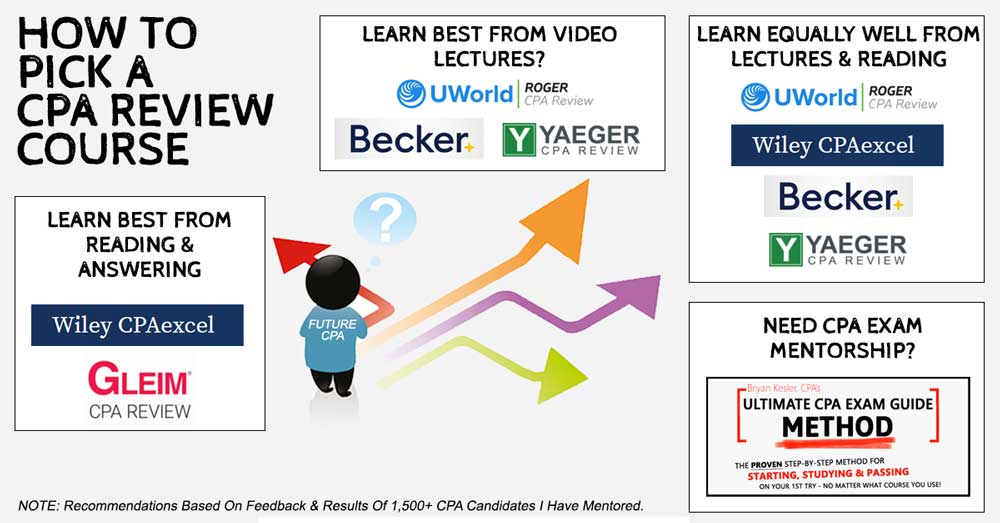 HOW TO
PICK A
CPA REVIEW
COURSE
LEARN BEST FROM VIDEO
LECTURES?
UWorld ROGER
CPA Review
Becker.
YAEGER
CPA REVIEW
LEARN EQUALLY WELL FROM
LECTURES & READING
UWorld ROGER
CPA Review
Wiley CPAexcel
Becker.
YAEGER
CPA REVIEW
LEARN BEST FROM
READING &
ANSWERING
Wiley CPAexcel
GLEIM®
CPA REVIEW
?
FUTURE
CPA
NEED CPA EXAM
MENTORSHIP?
Bryan Kesler, CPA's
ULTIMATE CPA EXAM GUIDE
METHOD
THE PROVEN STEP-BY-STEP METHOD FOR
STARTING, STUDYING & PASSING
ON YOUR 1ST TRY - NO MATTER WHAT COURSE YOU USE!
NOTE: Recommendations Based On Feedback & Results Of 1,500+ CPA Candidates I Have Mentored.